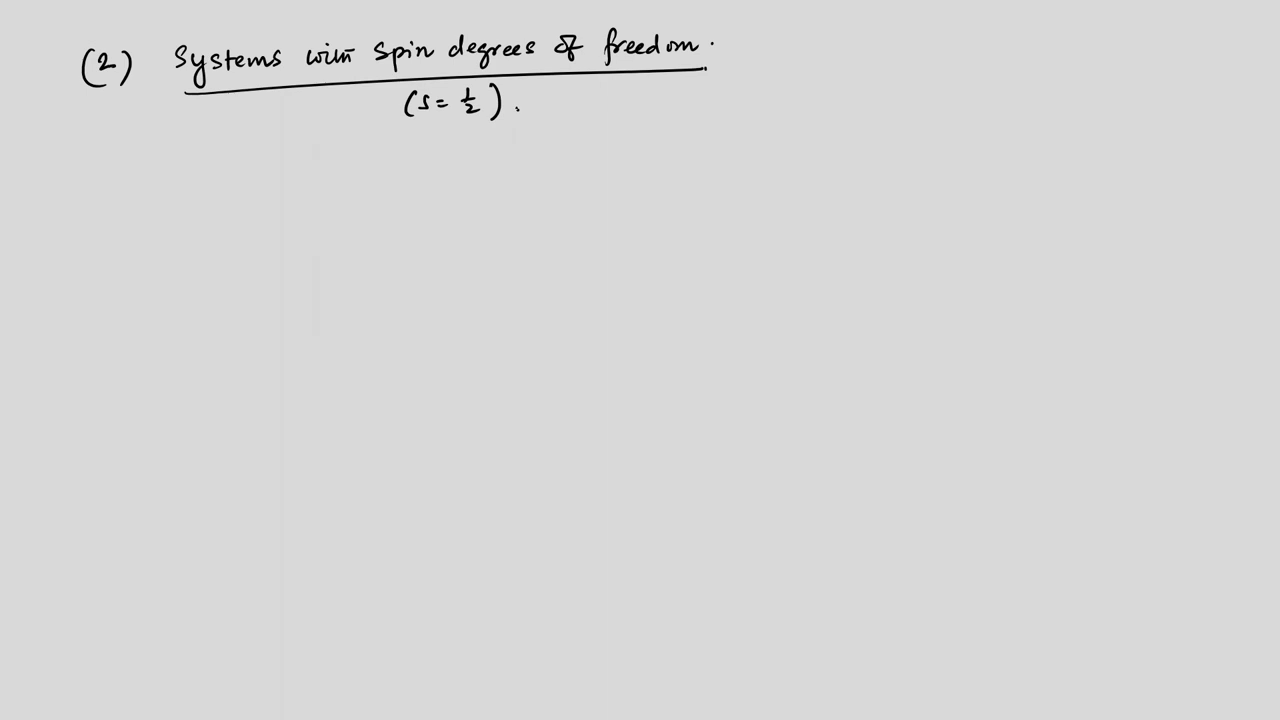 (2) Systems with spin degrees of freedom.
(S = 1/2).